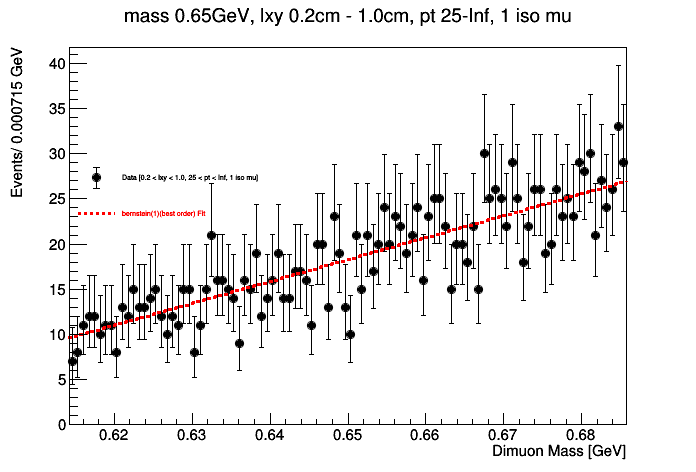 mass 0.65GeV, lxy 0.2cm - 1.0cm, pt 25-Inf, 1 iso mu
Events/ 0.000715 GeV
40
35
30
25
20
15
10
5
0
Data [0.2 < lxy < 1.0, 25 < pt < Inf, 1 iso mu]
bernstein(1)(best order) Fit
0.62 0.63 0.64 0.65 0.66 0.67 0.68
Dimuon Mass [GeV]